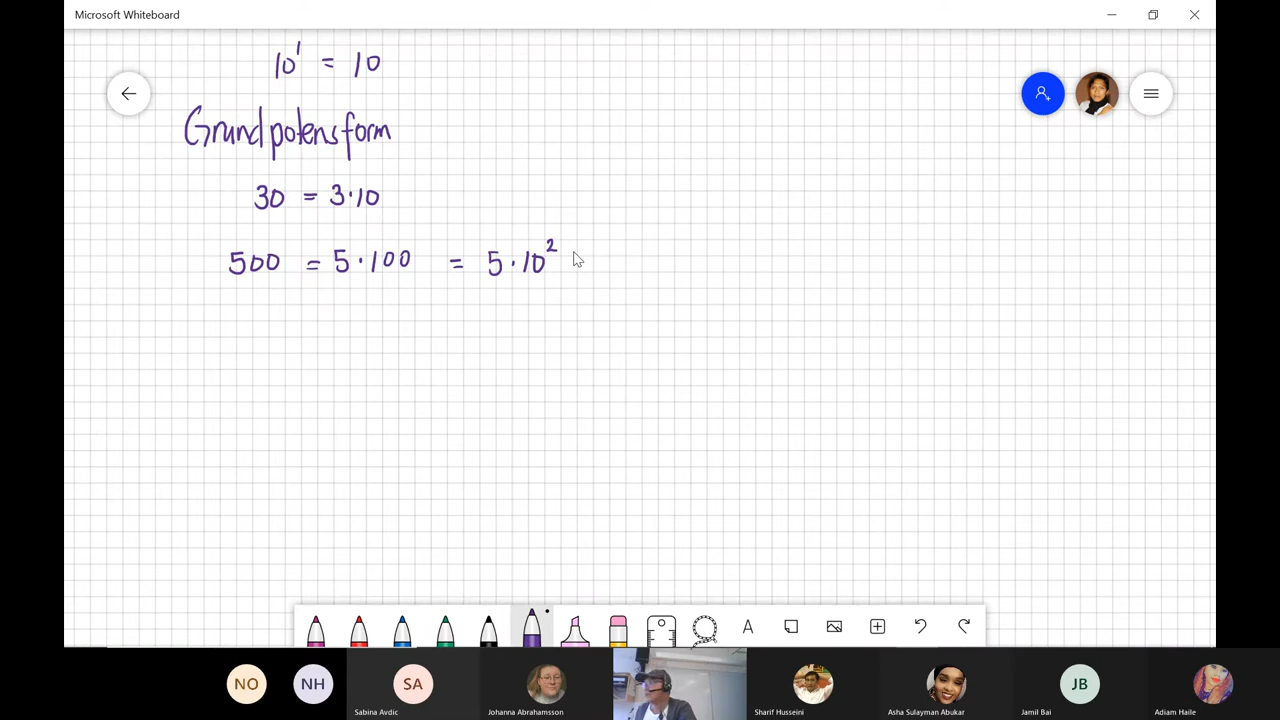 Microsoft Whiteboard
10¹ = 10
Grundpotensform
30 = 3·10
500 = 5·100 = 5·10²
A
NO
NH
SA
JB
Sabina Avdic
Johanna Abrahamsson
Sharif Husseini
Asha Sulayman Abukar
Jamil Bai
Adiam Haile